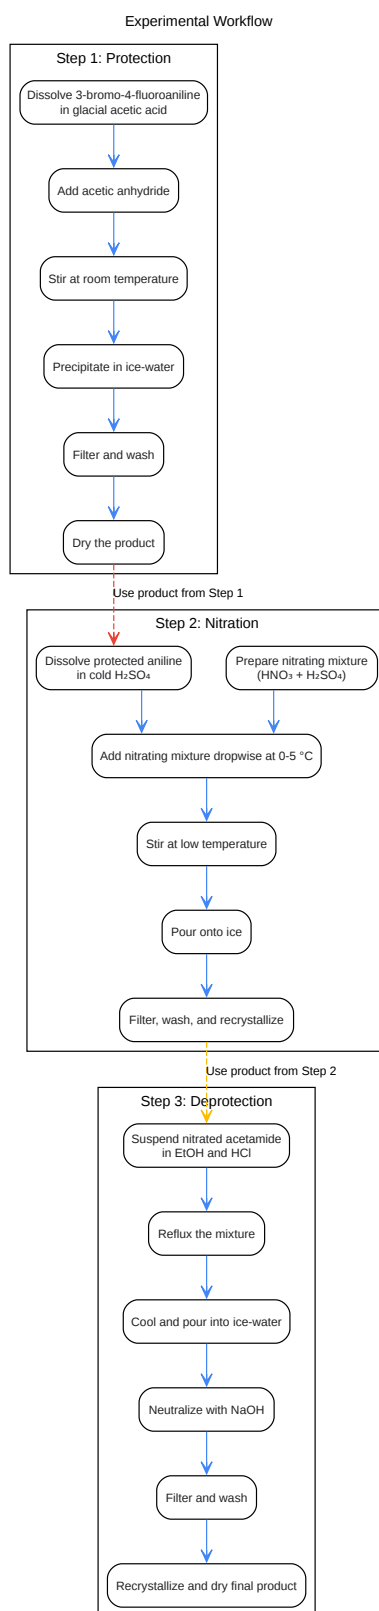 Experimental Workflow
Step 1: Protection
Dissolve 3-bromo-4-fluoroaniline
in glacial acetic acid
Add acetic anhydride
Stir at room temperature
Precipitate in ice-water
Filter and wash
Dry the product
Use product from Step 1
Step 2: Nitration
Dissolve protected aniline
in cold H₂SO₄
Prepare nitrating mixture
(HNO₃ + H₂SO₄)
Add nitrating mixture dropwise at 0-5 °C
Stir at low temperature
Pour onto ice
Filter, wash, and recrystallize
Use product from Step 2
Step 3: Deprotection
Suspend nitrated acetamide
in EtOH and HCl
Reflux the mixture
Cool and pour into ice-water
Neutralize with NaOH
Filter and wash
Recrystallize and dry final product